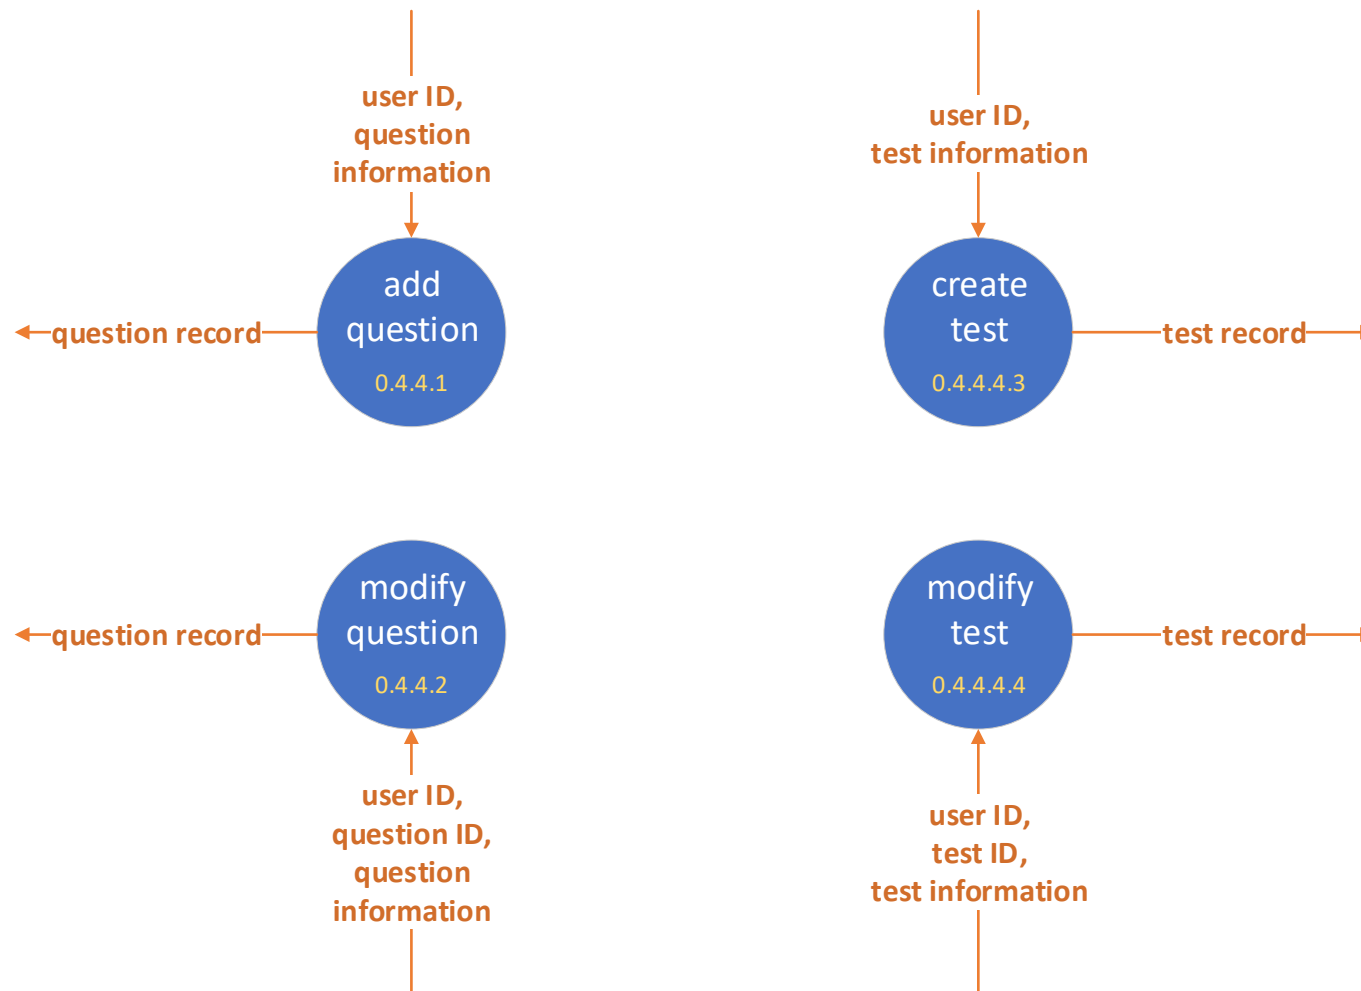 user ID,
question
information
add
question
0.4.4.1
question record
user ID,
test information
create
test
0.4.4.4.3
test record
modify
question
0.4.4.2
question record
user ID,
question ID,
question
information
modify
test
0.4.4.4.4
test record
user ID,
test ID,
test information